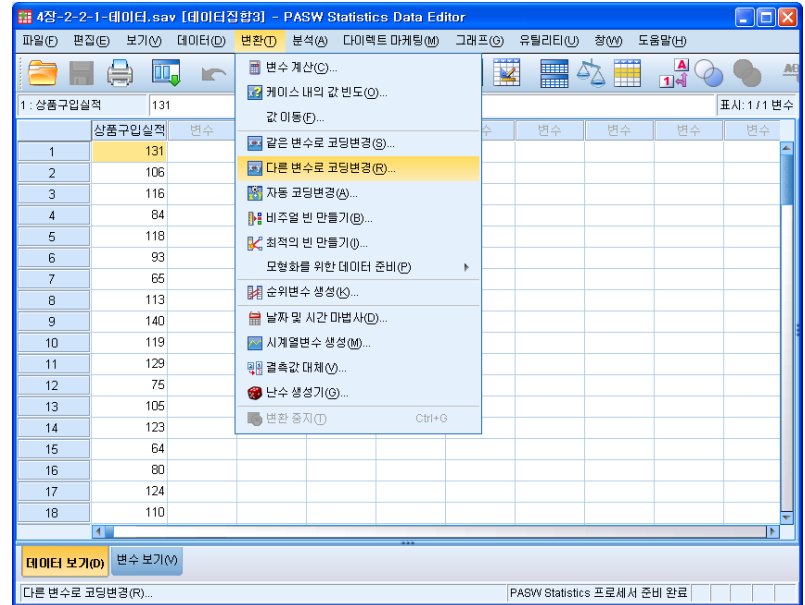 4장-2-2-1-데이터.sav [데이터집합3] - PASW Statistics Data Editor
파일(F) 편집(E) 보기(V) 데이터(D) 변환(T) 분석(A) 다이렉트 마케팅(M) 그래프(G) 유틸리티(U) 창(W) 도움말(H)
1 : 상품구입실적 131 표시: 1 / 1 변수
상품구입실적 변수 변수 변수 변수 변수
변수 계산(C)...
케이스 내의 값 빈도(O)...
값 이동(F)...
같은 변수로 코딩변경(S)...
다른 변수로 코딩변경(R)...
자동 코딩변경(A)...
비주얼 빈 만들기(B)...
최적의 빈 만들기(I)...
모형화를 위한 데이터 준비(P)
순위변수 생성(K)...
날짜 및 시간 마법사(D)...
시계열변수 생성(M)...
결측값 대체(V)...
난수 생성기(G)...
변환 중지(T) Ctrl+G
1 131
2 106
3 116
4 84
5 118
6 93
7 65
8 113
9 140
10 119
11 129
12 75
13 105
14 123
15 64
16 80
17 124
18 110
데이터 보기(D) 변수 보기(V)
다른 변수로 코딩변경(R)... PASW Statistics 프로세서 준비 완료